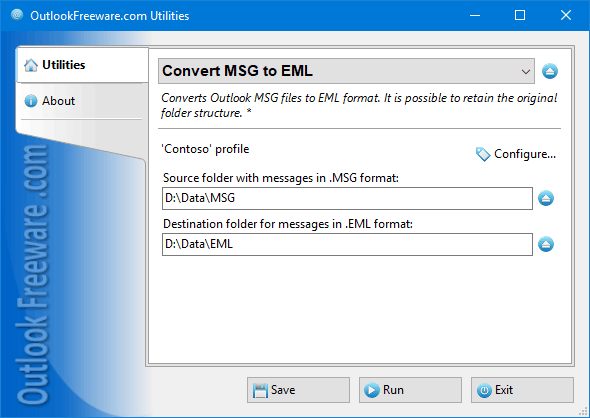 OutlookFreeware.com Utilities
Utilities
About
Outlook Freeware .com
Convert MSG to EML
Converts Outlook MSG files to EML format. It is possible to retain the original
folder structure. *
'Contoso' profile
Configure...
Source folder with messages in .MSG format:
D:\Data\MSG
Destination folder for messages in .EML format:
D:\Data\EML
Save
Run
Exit